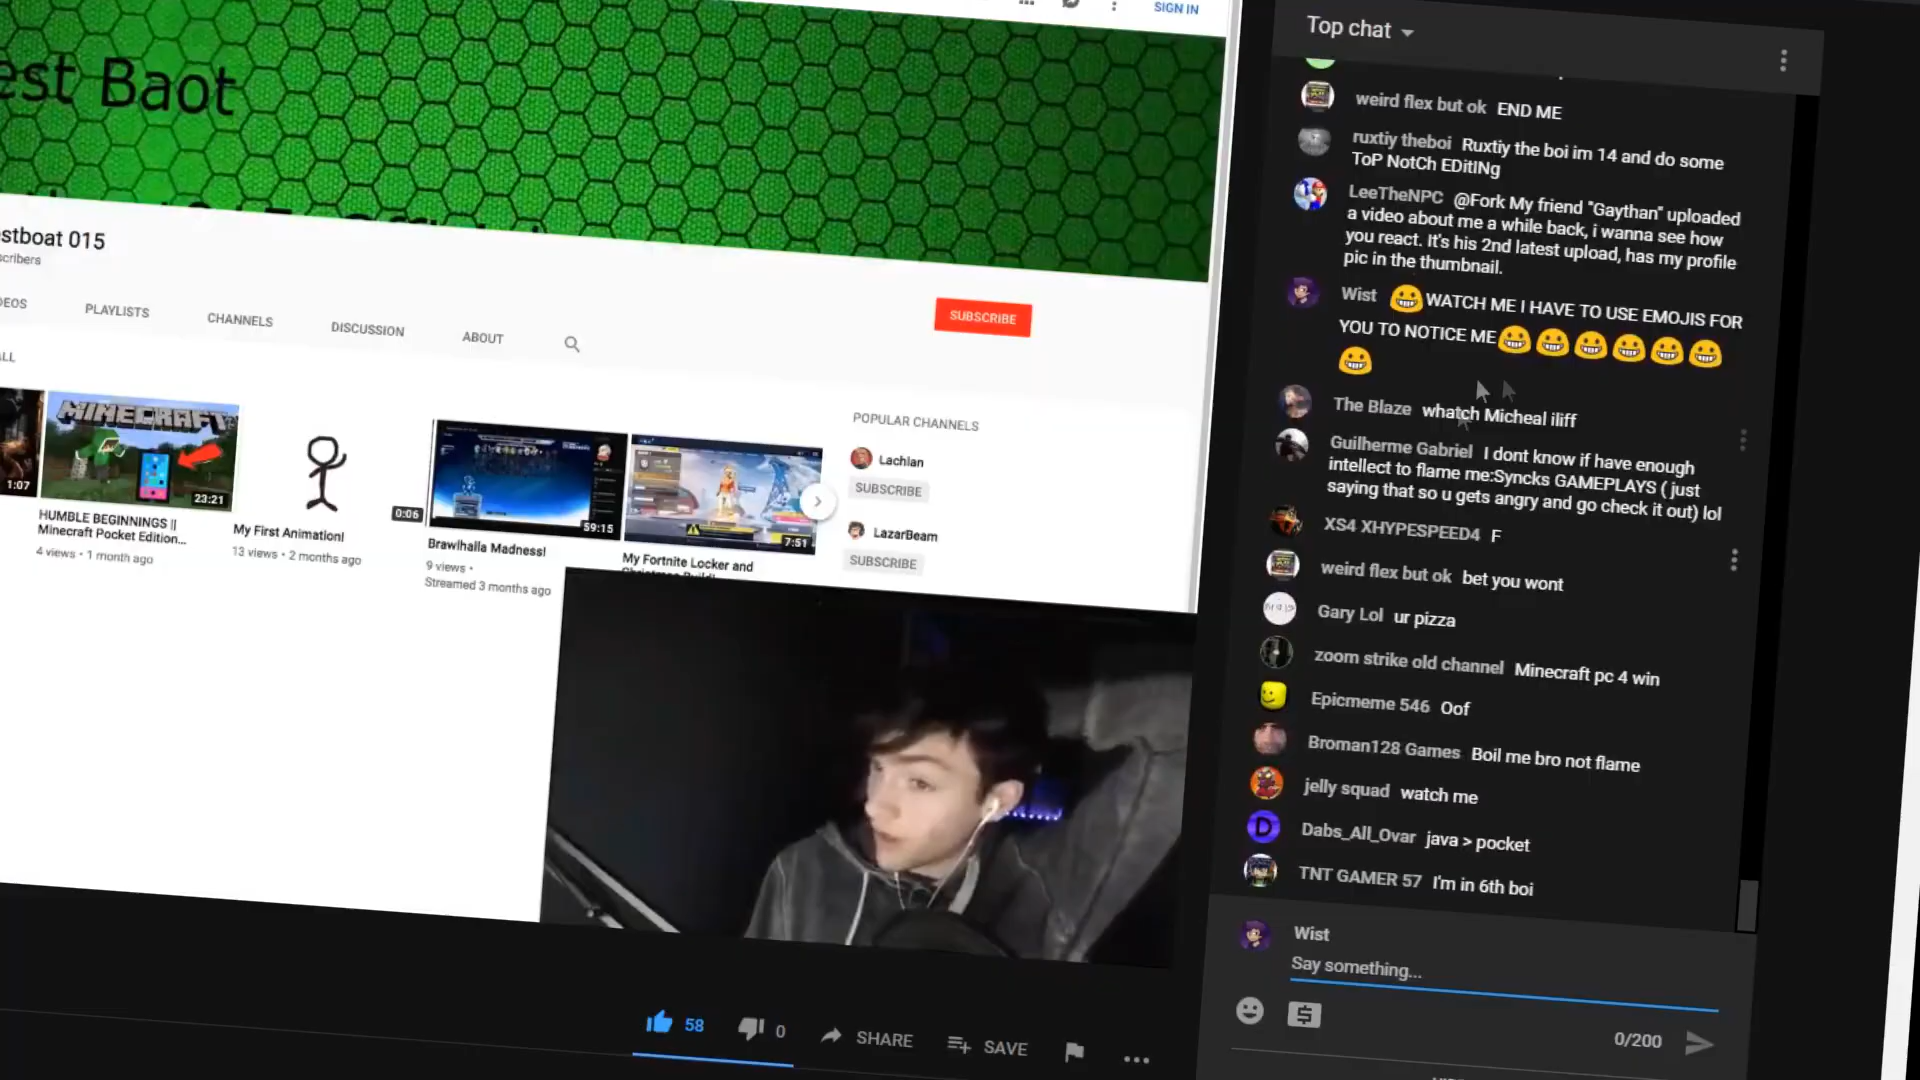 SIGN IN
est Baot
stboat 015
scribers
DEOS
PLAYLISTS
CHANNELS
DISCUSSION
ABOUT
SUBSCRIBE
ALL
POPULAR CHANNELS
Lachlan
SUBSCRIBE
LazarBeam
SUBSCRIBE
MINECRAFT
1:07
23:21
HUMBLE BEGINNINGS ||
Minecraft Pocket Edition...
4 views • 1 month ago
0:06
My First Animation!
13 views • 2 months ago
59:15
Brawlhalla Madness!
9 views •
Streamed 3 months ago
7:51
My Fortnite Locker and
58
0
SHARE
SAVE
Top chat
weird flex but ok END ME
ruxtiy theboi Ruxtiy the boi im 14 and do some
ToP NotCh EDitINg
LeeTheNPC @Fork My friend "Gaythan" uploaded
a video about me a while back, i wanna see how
you react. It's his 2nd latest upload, has my profile
pic in the thumbnail.
Wist 😀WATCH ME I HAVE TO USE EMOJIS FOR
YOU TO NOTICE ME😀😀😀😀😀😀
😀
The Blaze whatch Micheal iliff
Guilherme Gabriel I dont know if have enough
intellect to flame me:Syncks GAMEPLAYS ( just
saying that so u gets angry and go check it out) lol
XS4 XHYPESPEED4 F
weird flex but ok bet you wont
Gary Lol ur pizza
zoom strike old channel Minecraft pc 4 win
Epicmeme 546 Oof
Broman128 Games Boil me bro not flame
jelly squad watch me
D
Dabs_All_Ovar java > pocket
TNT GAMER 57 I'm in 6th boi
Wist
Say something...
0/200